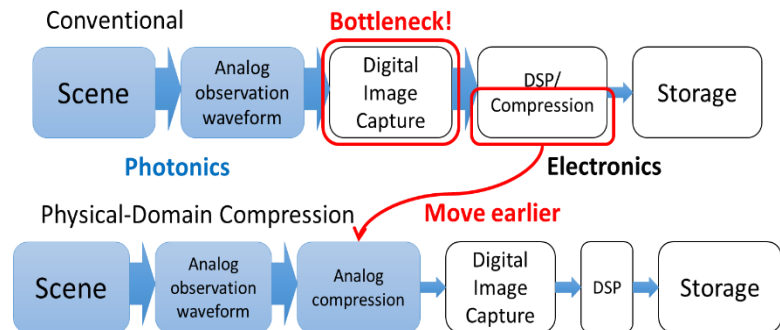 Conventional
Bottleneck!
Scene
Analog
observation
waveform
Digital
Image
Capture
DSP/
Compression
Storage
Photonics
Electronics
Physical-Domain Compression
Move earlier
Scene
Analog
observation
waveform
Analog
compression
Digital
Image
Capture
DSP
Storage